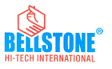 BELLSTONE®
HI-TECH INTERNATIONAL